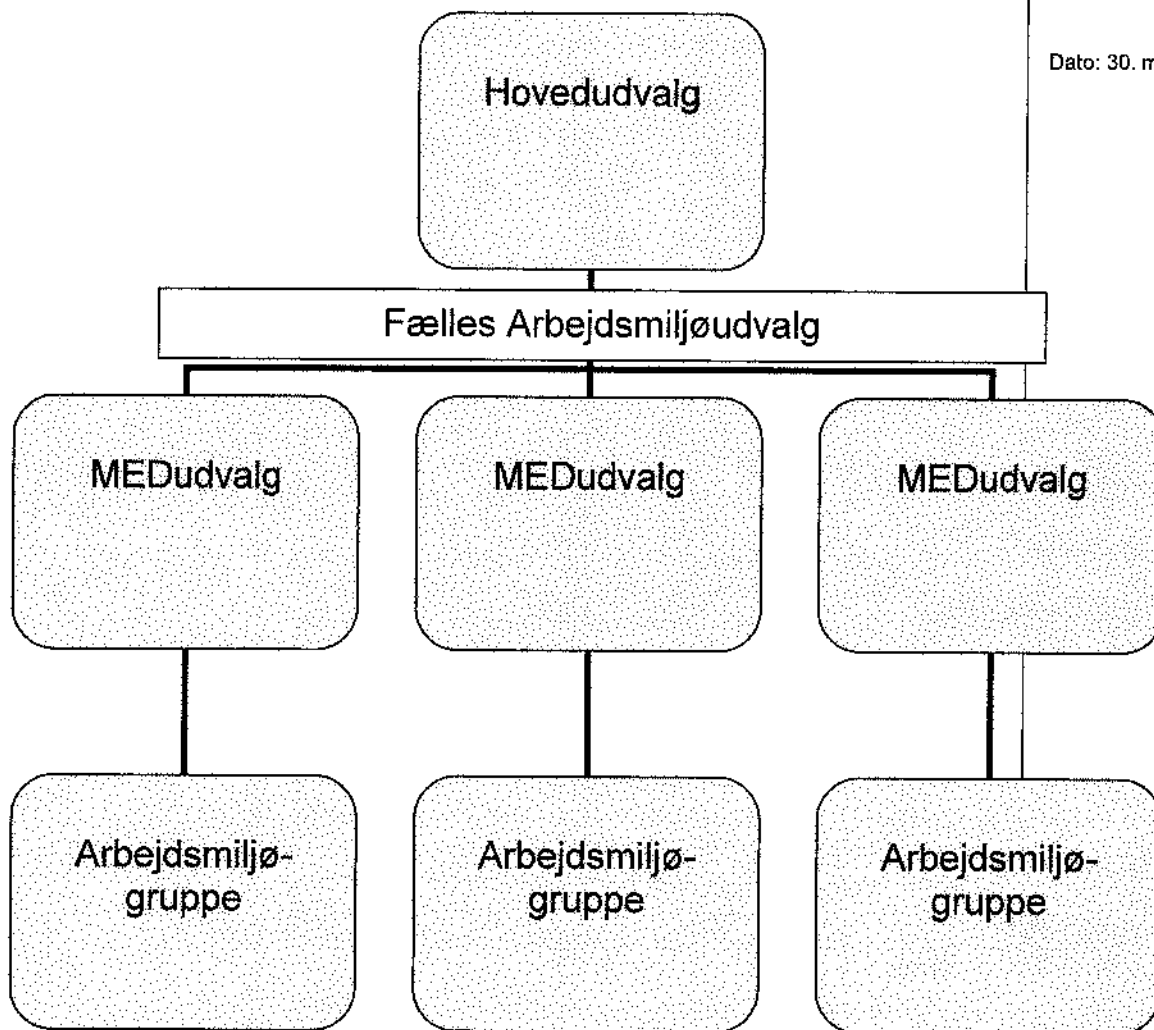 Hovedudvalg
Dato: 30. m
Fælles Arbejdsmiljøudvalg
MEDudvalg
MEDudvalg
MEDudvalg
Arbejdsmiljø-
gruppe
Arbejdsmiljø-
gruppe
Arbejdsmiljø-
gruppe